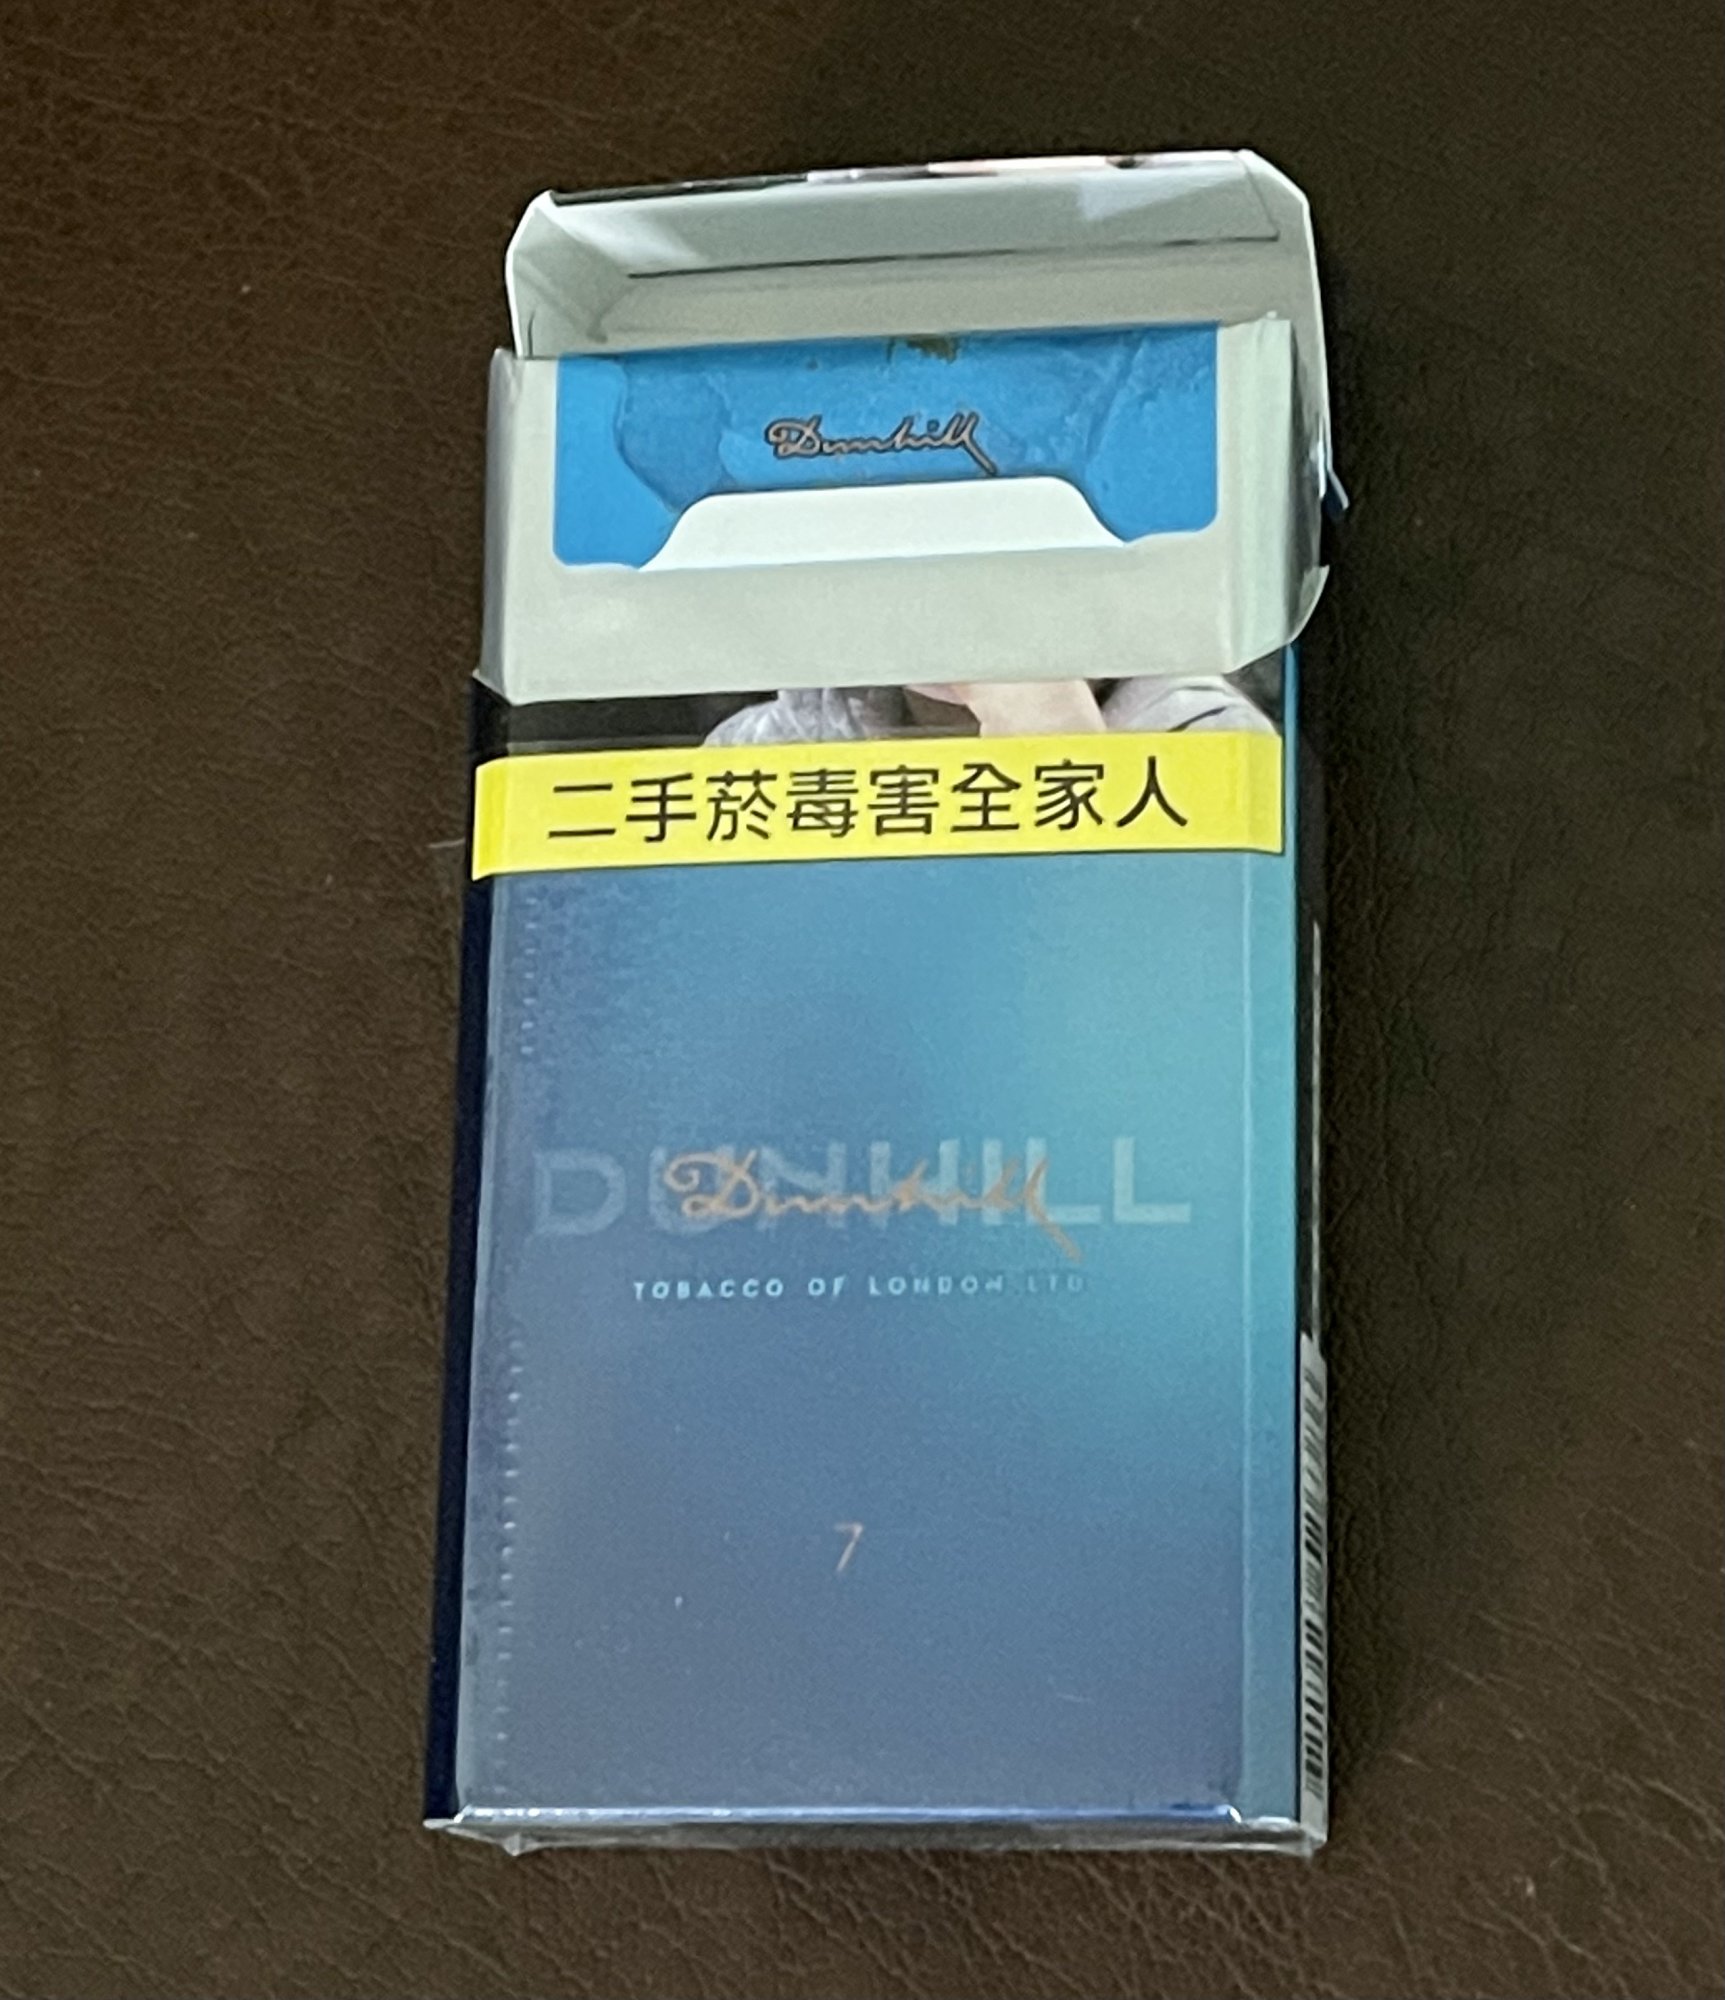 Dunhill
二手菸毒害全家人
DUNHILL
Dunhill
TOBACCO OF LONDON LTD
7